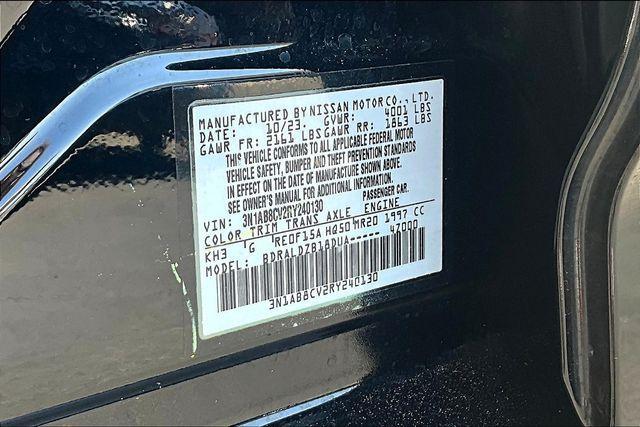 MANUFACTURED BY NISSAN MOTOR CO., LTD.
DATE: 10/23. GVWR: 4001 LBS
GAWR FR: 2161 LBS GAWR RR: 1863 LBS
THIS VEHICLE CONFORMS TO ALL APPLICABLE FEDERAL MOTOR
VEHICLE SAFETY, BUMPER AND THEFT PREVENTION STANDARDS
IN EFFECT ON THE DATE OF MANUFACTURE SHOWN ABOVE.
SEE OWNERS MANUAL FOR ADDITIONAL INFORMATION.
VIN: 3N1AB8CV2RY240130 PASSENGER CAR.
COLOR TRIM TRANS AXLE ENGINE
KH3 G RE0F15A HQ50 MR20 1997 CC
MODEL: BDRALDZB18DUA----- 47000
3N1AB8CV2RY240130